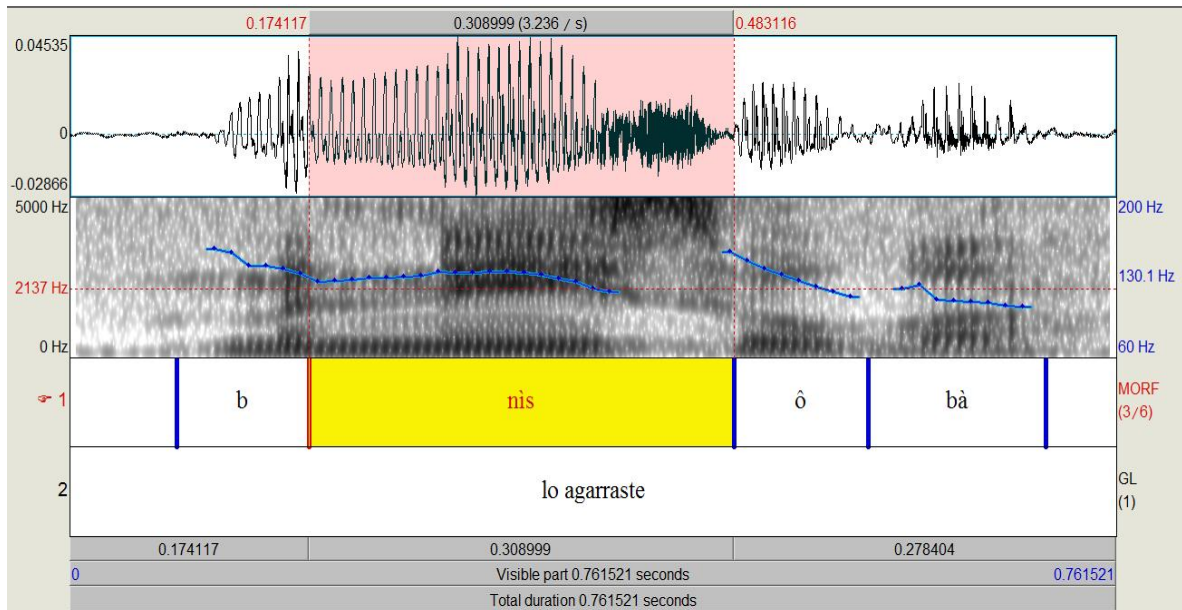 0.174117 0.308999 (3.236 / s) 0.483116
0.04535
0
-0.02866
5000 Hz 200 Hz
2137 Hz 130.1 Hz
0 Hz 60 Hz
1 b nìs ô bà MORF
(3/6)
2 lo agarraste GL
(1)
0.174117 0.308999 0.278404
0 Visible part 0.761521 seconds 0.761521
Total duration 0.761521 seconds